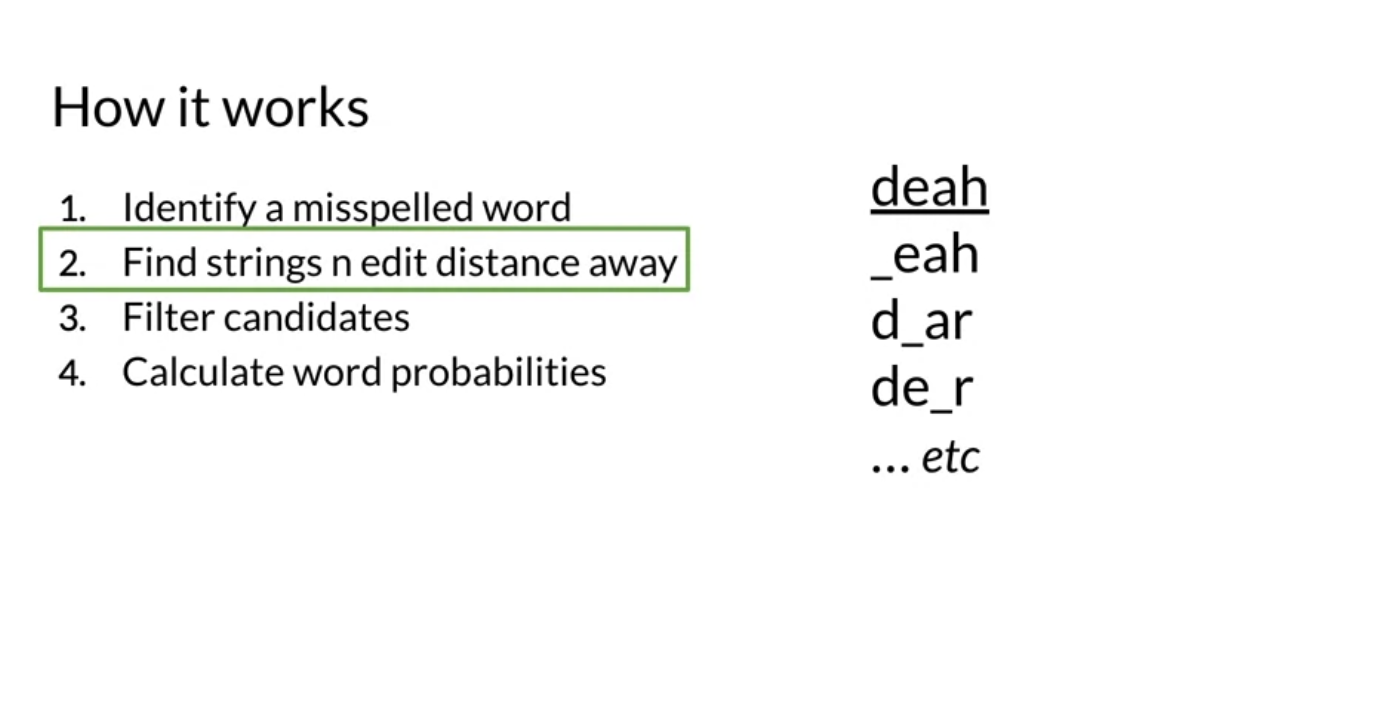 How it works
1. Identify a misspelled word
2. Find strings n edit distance away
3. Filter candidates
4. Calculate word probabilities
deah
_eah
d_ar
de_r
... etc